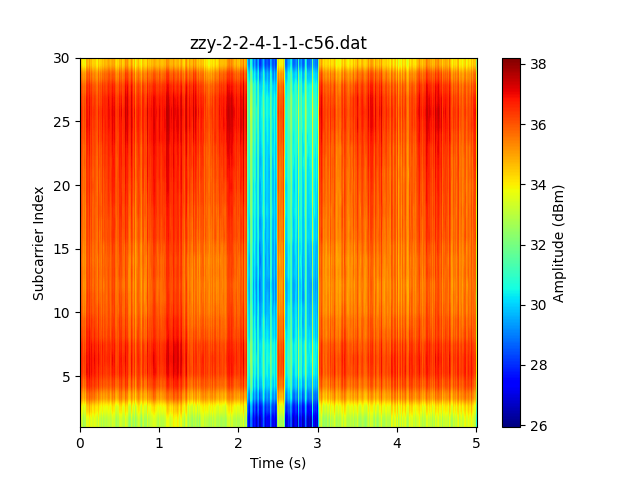 zzy-2-2-4-1-1-c56.dat
30
25
20
15
10
5
Subcarrier Index
0 1 2 3 4 5
Time (s)
38
36
34
32
30
28
26
Amplitude (dBm)